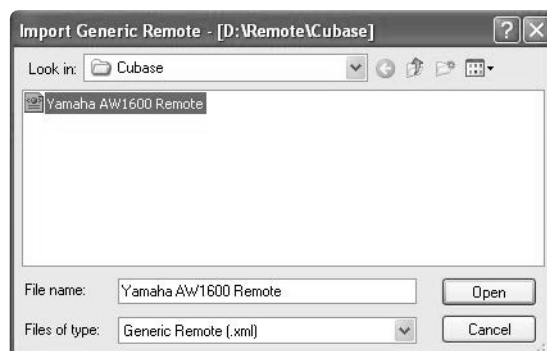 Import Generic Remote - [D:\Remote\Cubase]
Look in: Cubase
Yamaha AW1600 Remote
File name: Yamaha AW1600 Remote Open
Files of type: Generic Remote (.xml) Cancel